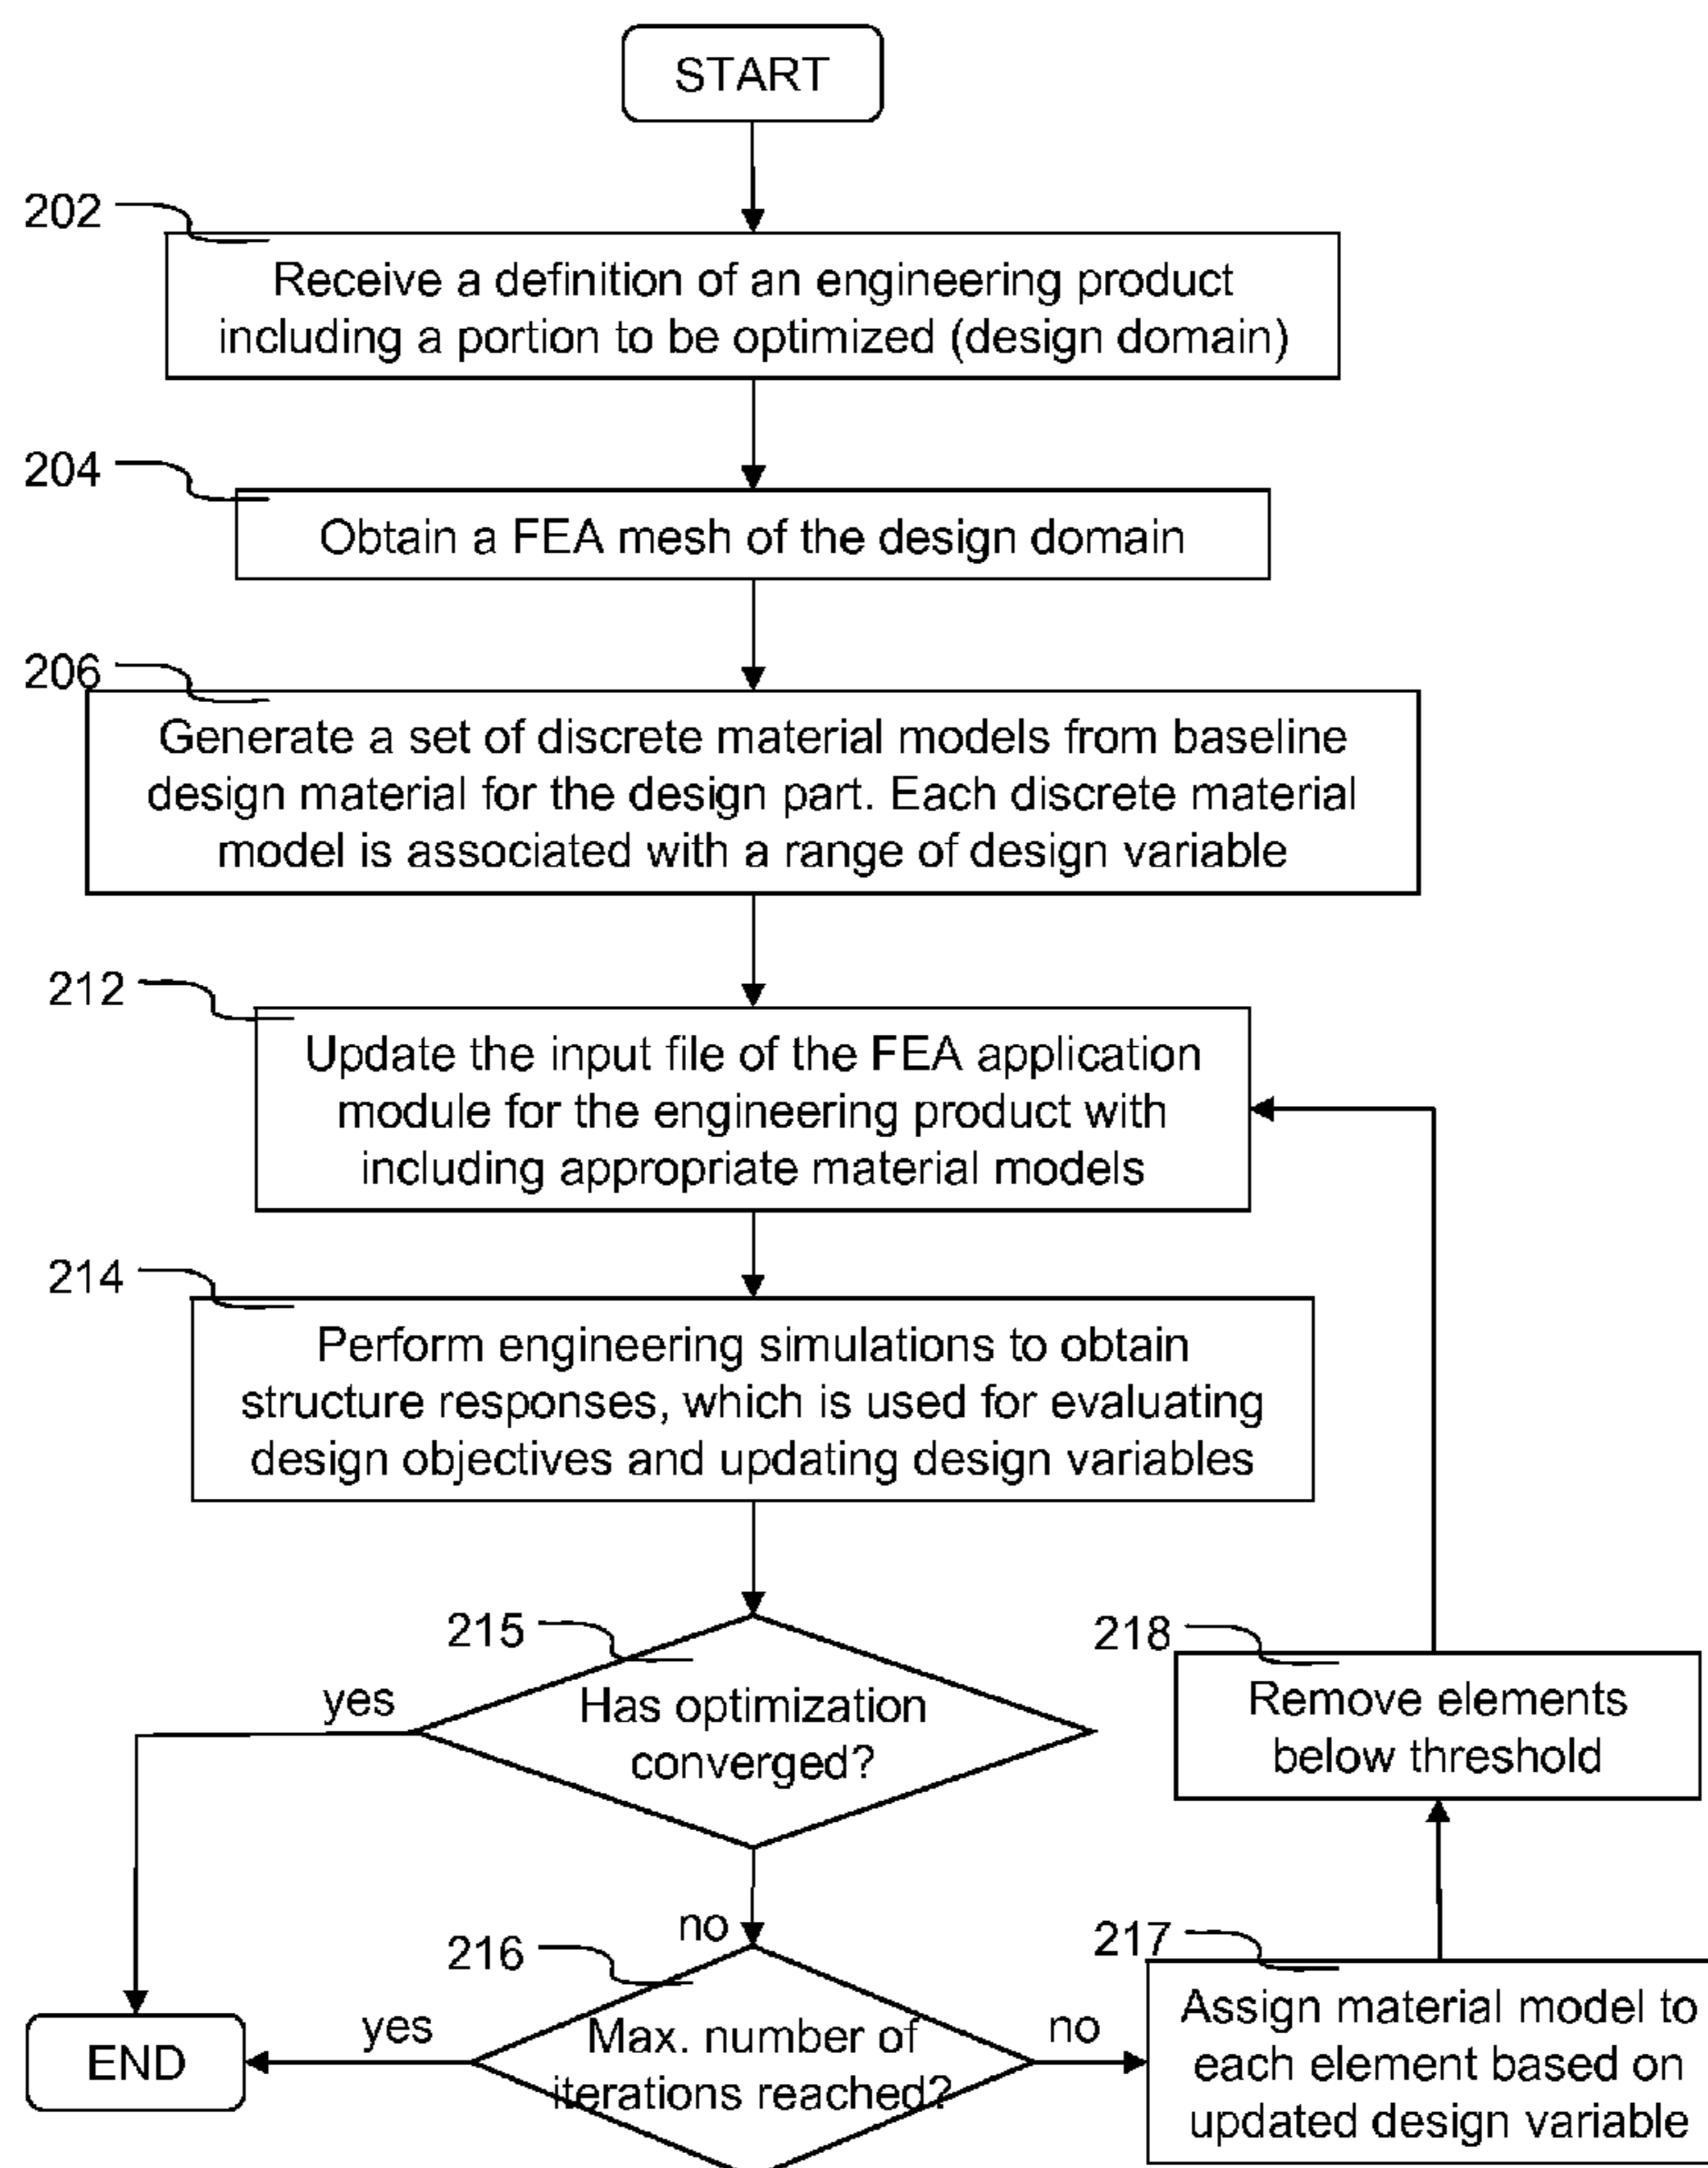 START
202
Receive a definition of an engineering product
including a portion to be optimized (design domain)
204
Obtain a FEA mesh of the design domain
206
Generate a set of discrete material models from baseline
design material for the design part. Each discrete material
model is associated with a range of design variable
212
Update the input file of the FEA application
module for the engineering product with
including appropriate material models
214
Perform engineering simulations to obtain
structure responses, which is used for evaluating
design objectives and updating design variables
215
Has optimization
converged?
yes
no
218
Remove elements
below threshold
216
Max. number of
iterations reached?
yes
no
217
Assign material model to
each element based on
updated design variable
END